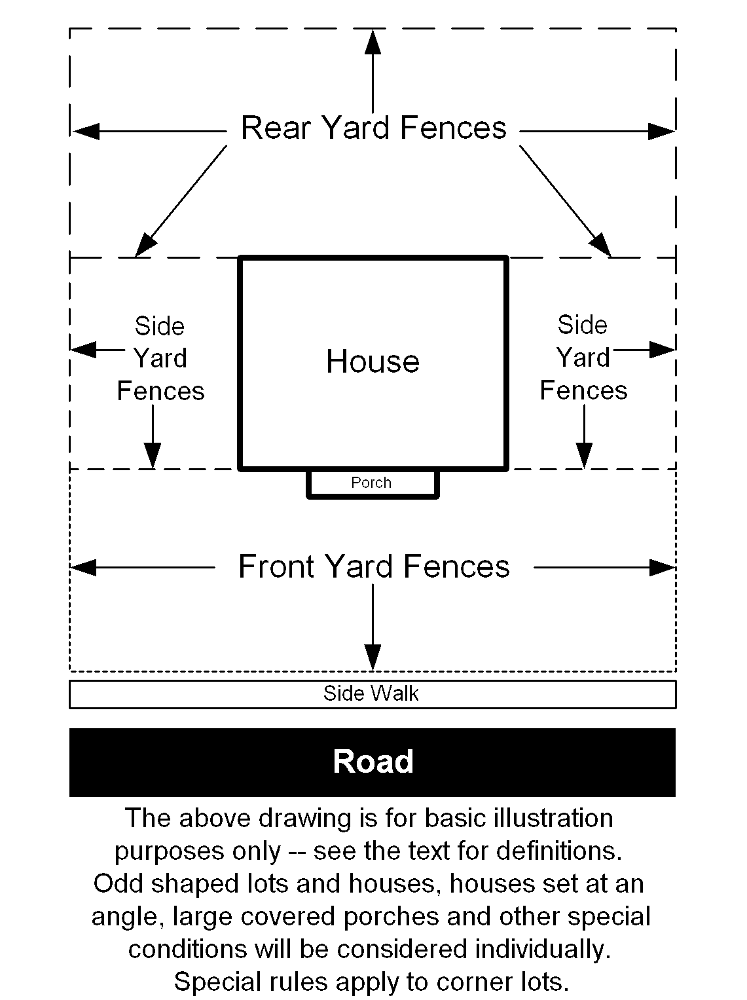 Rear Yard Fences
Side
Yard
Fences
House
Side
Yard
Fences
Porch
Front Yard Fences
Side Walk
Road
The above drawing is for basic illustration
purposes only -- see the text for definitions.
Odd shaped lots and houses, houses set at an
angle, large covered porches and other special
conditions will be considered individually.
Special rules apply to corner lots.